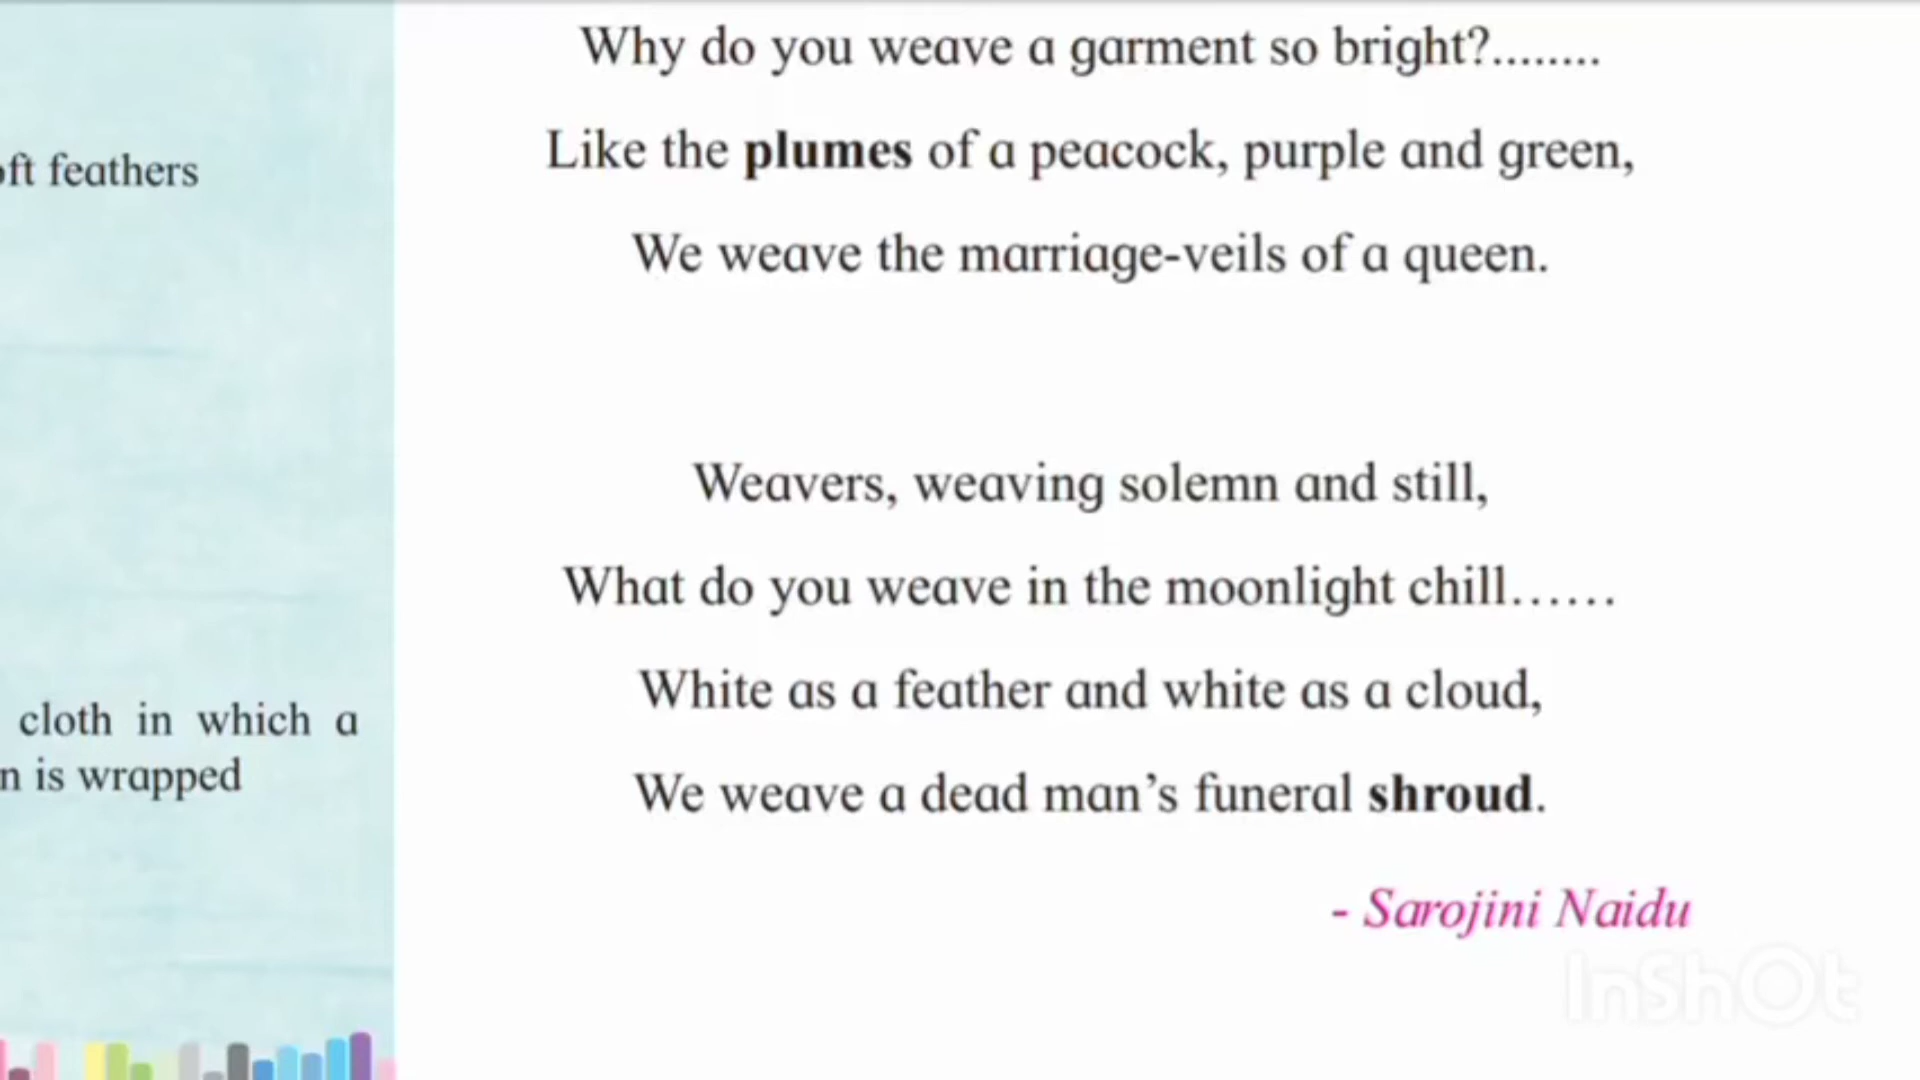 Why do you weave a garment so bright?........
Like the plumes of a peacock, purple and green,
We weave the marriage-veils of a queen.
Weavers, weaving solemn and still,
What do you weave in the moonlight chill......
White as a feather and white as a cloud,
We weave a dead man’s funeral shroud.
- Sarojini Naidu
feathers
cloth in which a
is wrapped
InShOt